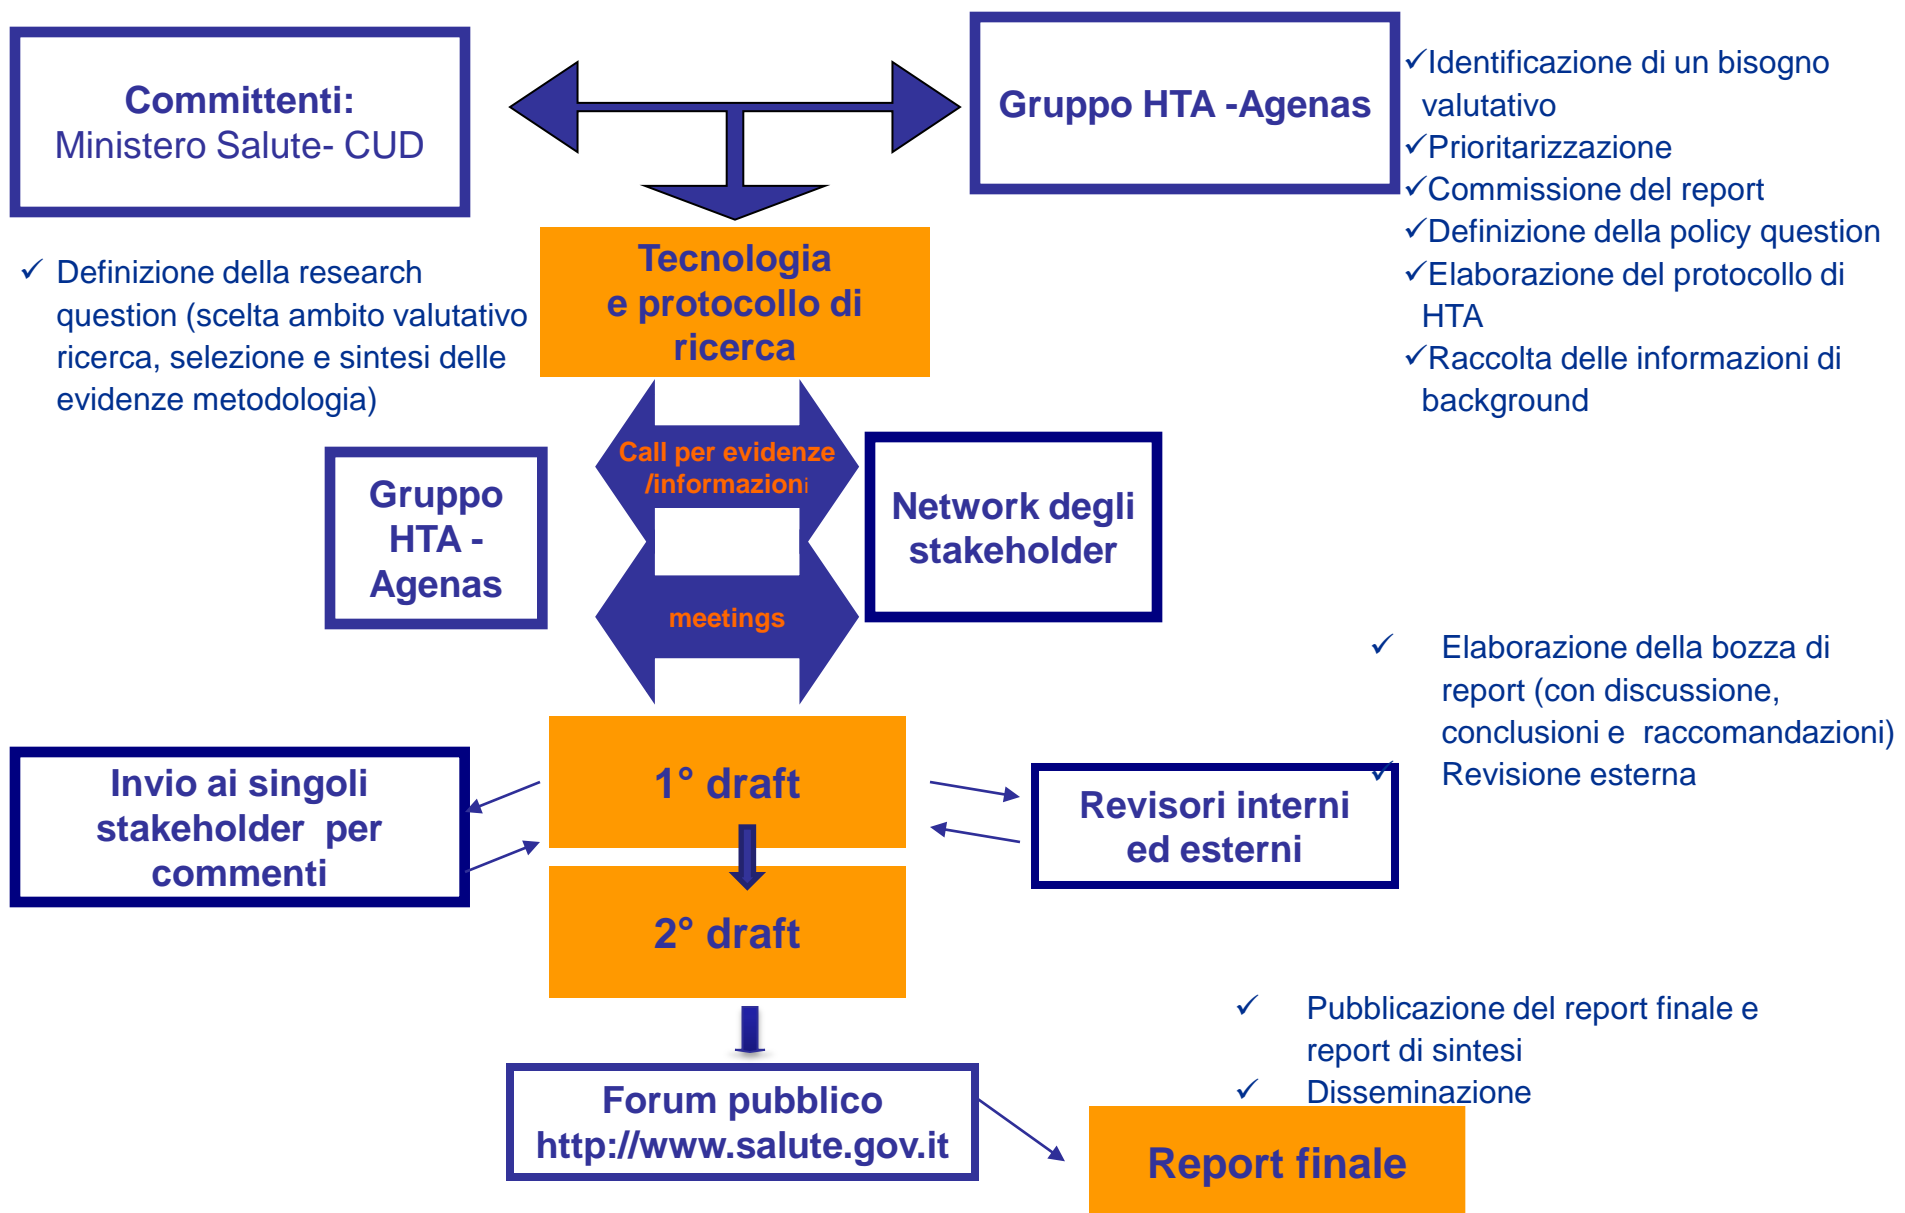 Committenti:
Ministero Salute- CUD
Gruppo HTA -Agenas
✓Identificazione di un bisogno
valutativo
✓Prioritarizzazione
✓Commissione del report
✓Definizione della policy question
✓Elaborazione del protocollo di
HTA
✓Raccolta delle informazioni di
background
✓ Definizione della research
question (scelta ambito valutativo
ricerca, selezione e sintesi delle
evidenze metodologia)
Tecnologia
e protocollo di
ricerca
Call per evidenze
/informazioni
Gruppo
HTA -
Agenas
Network degli
stakeholder
meetings
✓ Elaborazione della bozza di
report (con discussione,
conclusioni e raccomandazioni)
✓ Revisione esterna
Invio ai singoli
stakeholder per
commenti
1° draft
Revisori interni
ed esterni
2° draft
✓ Pubblicazione del report finale e
report di sintesi
✓ Disseminazione
Forum pubblico
http://www.salute.gov.it
Report finale